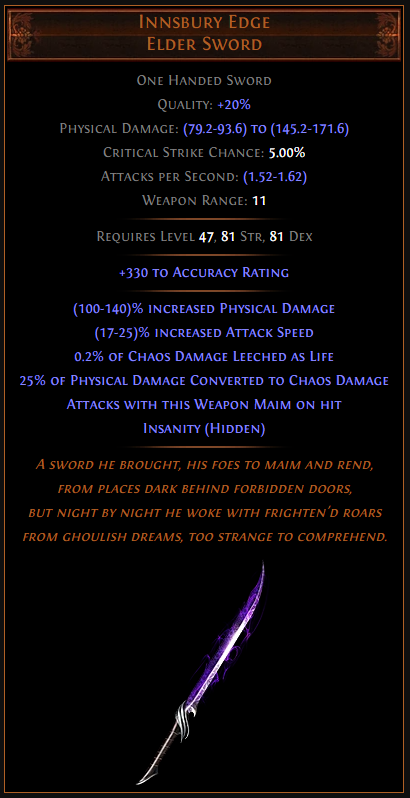 Innsbury Edge
Elder Sword
One Handed Sword
Quality: +20%
Physical Damage: (79.2-93.6) to (145.2-171.6)
Critical Strike Chance: 5.00%
Attacks per Second: (1.52-1.62)
Weapon Range: 11
Requires Level 47, 81 Str, 81 Dex
+330 to Accuracy Rating
(100-140)% increased Physical Damage
(17-25)% increased Attack Speed
0.2% of Chaos Damage Leeched as Life
25% of Physical Damage Converted to Chaos Damage
Attacks with this Weapon Maim on hit
Insanity (Hidden)
A sword he brought, his foes to maim and rend,
from places dark behind forbidden doors,
but night by night he woke with frighten'd roars
from ghoulish dreams, too strange to comprehend.